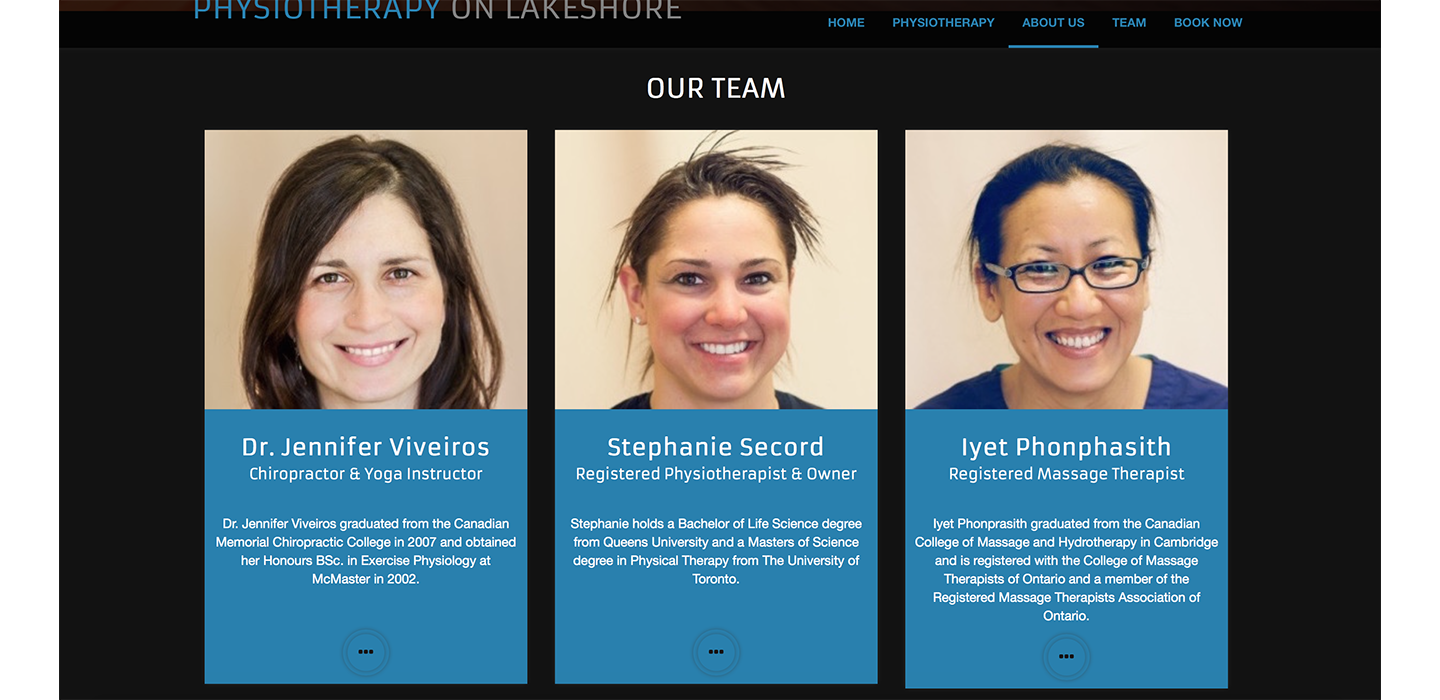 PHYSIOTHERAPY ON LAKESHORE
HOME PHYSIOTHERAPY ABOUT US TEAM BOOK NOW
OUR TEAM
Dr. Jennifer Viveiros
Chiropractor & Yoga Instructor
Dr. Jennifer Viveiros graduated from the Canadian
Memorial Chiropractic College in 2007 and obtained
her Honours BSc. in Exercise Physiology at
McMaster in 2002.
Stephanie Secord
Registered Physiotherapist & Owner
Stephanie holds a Bachelor of Life Science degree
from Queens University and a Masters of Science
degree in Physical Therapy from The University of
Toronto.
Iyet Phonphasith
Registered Massage Therapist
Iyet Phonprasith graduated from the Canadian
College of Massage and Hydrotherapy in Cambridge
and is registered with the College of Massage
Therapists of Ontario and a member of the
Registered Massage Therapists Association of
Ontario.